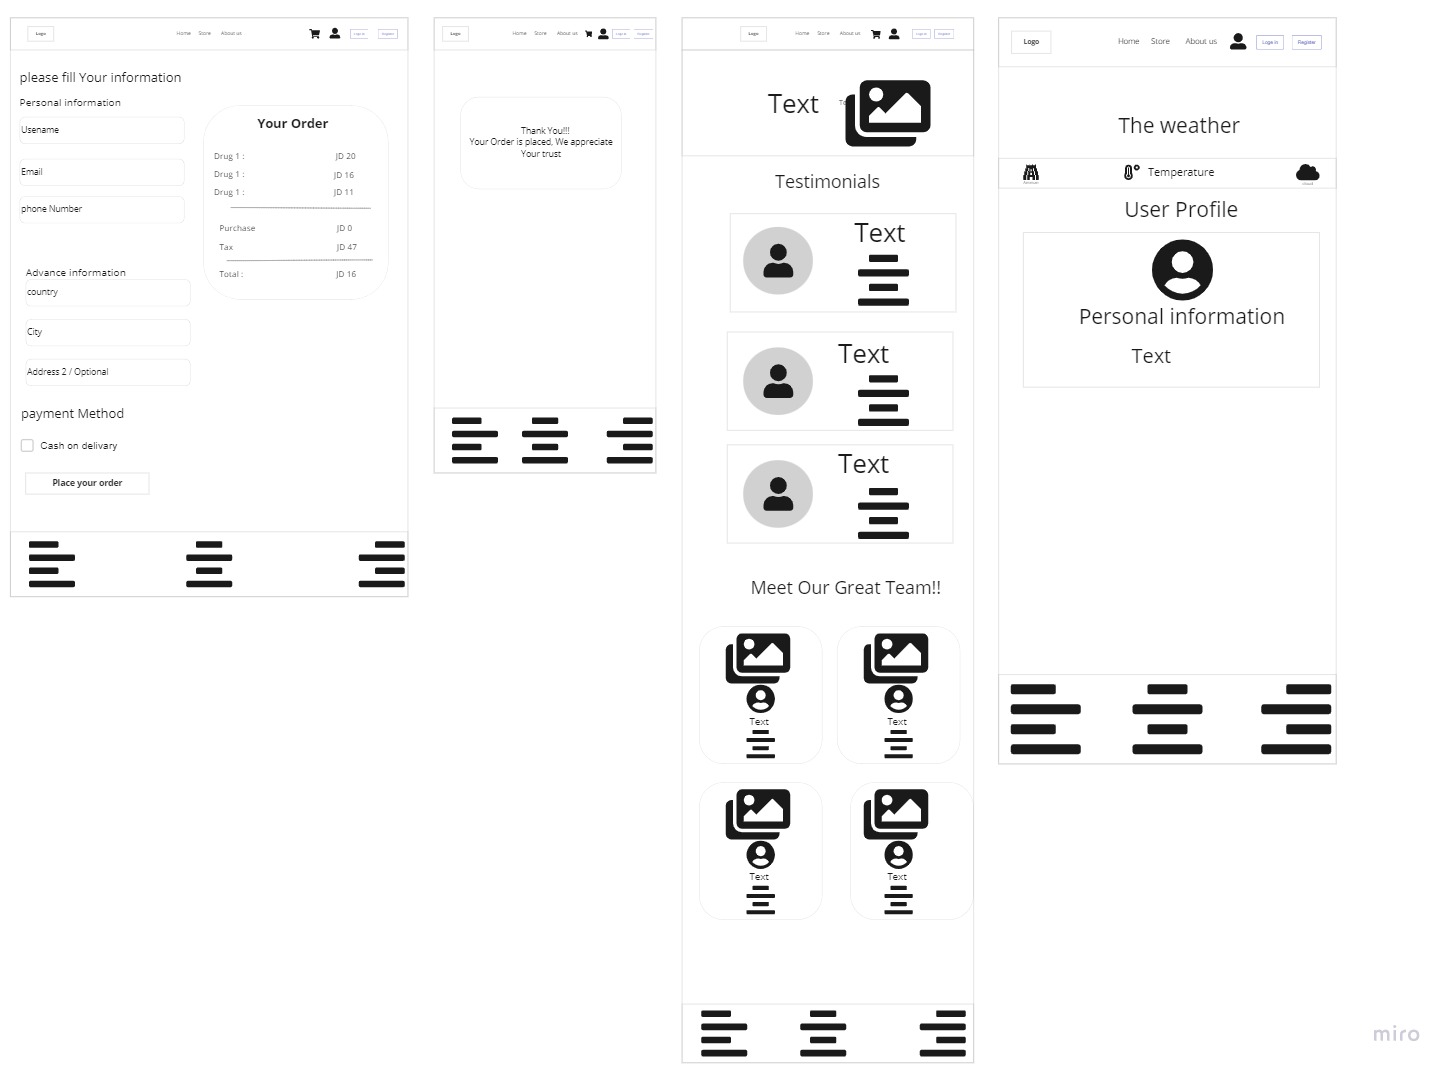 Logo
Home Store About us
Loge in Register
please fill Your information
Personal information
Usename
Email
phone Number
Advance information
country
City
Address 2 / Optional
payment Method
Cash on delivary
Place your order
Your Order
Drug 1 : JD 20
Drug 1 : JD 16
Drug 1 : JD 11
Purchase JD 0
Tax JD 47
Total : JD 16
Logo
Home Store About us
Loge in Register
Thank You!!!
Your Order is placed, We appreciate
Your trust
Logo
Home Store About us
Loge in Register
Text
Testimonials
Text
Text
Text
Meet Our Great Team!!
Text
Text
Text
Text
Logo
Home Store About us
Loge in Register
The weather
Temperature
cloud
User Profile
Personal information
Text
miro